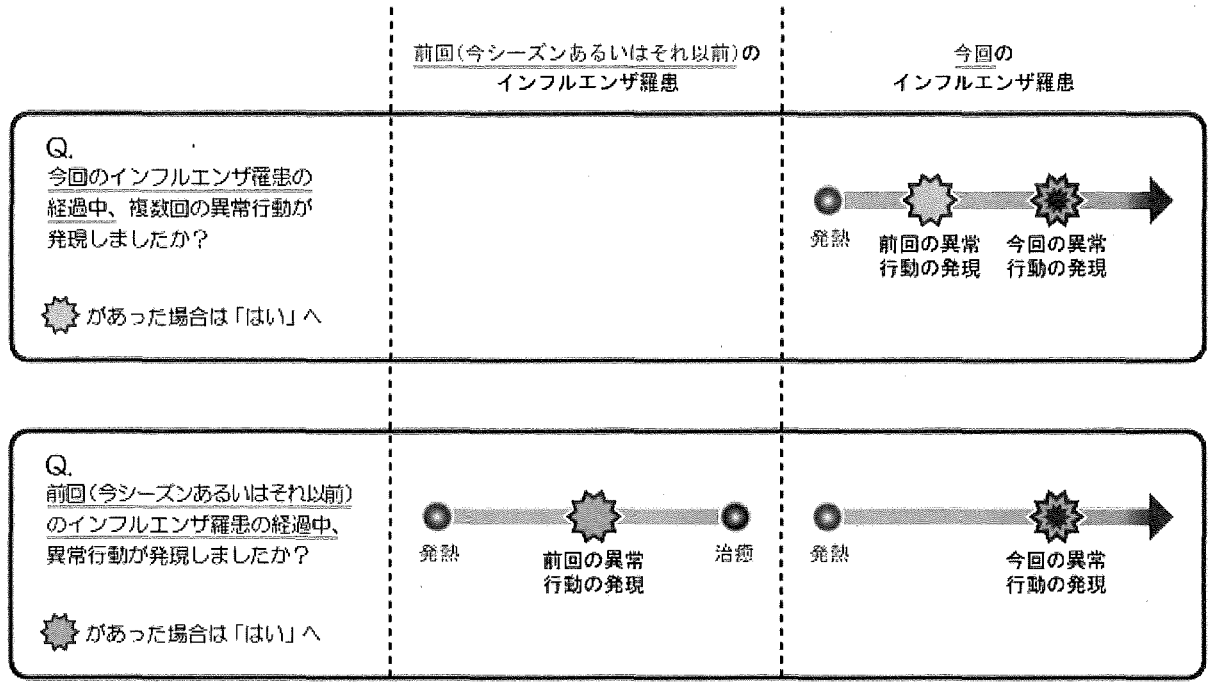 前回(今シーズンあるいはそれ以前)の
インフルエンザ罹患
今回の
インフルエンザ罹患
Q.
今回のインフルエンザ罹患の
経過中、複数回の異常行動が
発現しましたか?
があった場合は「はい」へ
発熱
前回の異常
行動の発現
今回の異常
行動の発現
Q.
前回(今シーズンあるいはそれ以前)
のインフルエンザ罹患の経過中、
異常行動が発現しましたか?
があった場合は「はい」へ
発熱
前回の異常
行動の発現
治癒
発熱
今回の異常
行動の発現